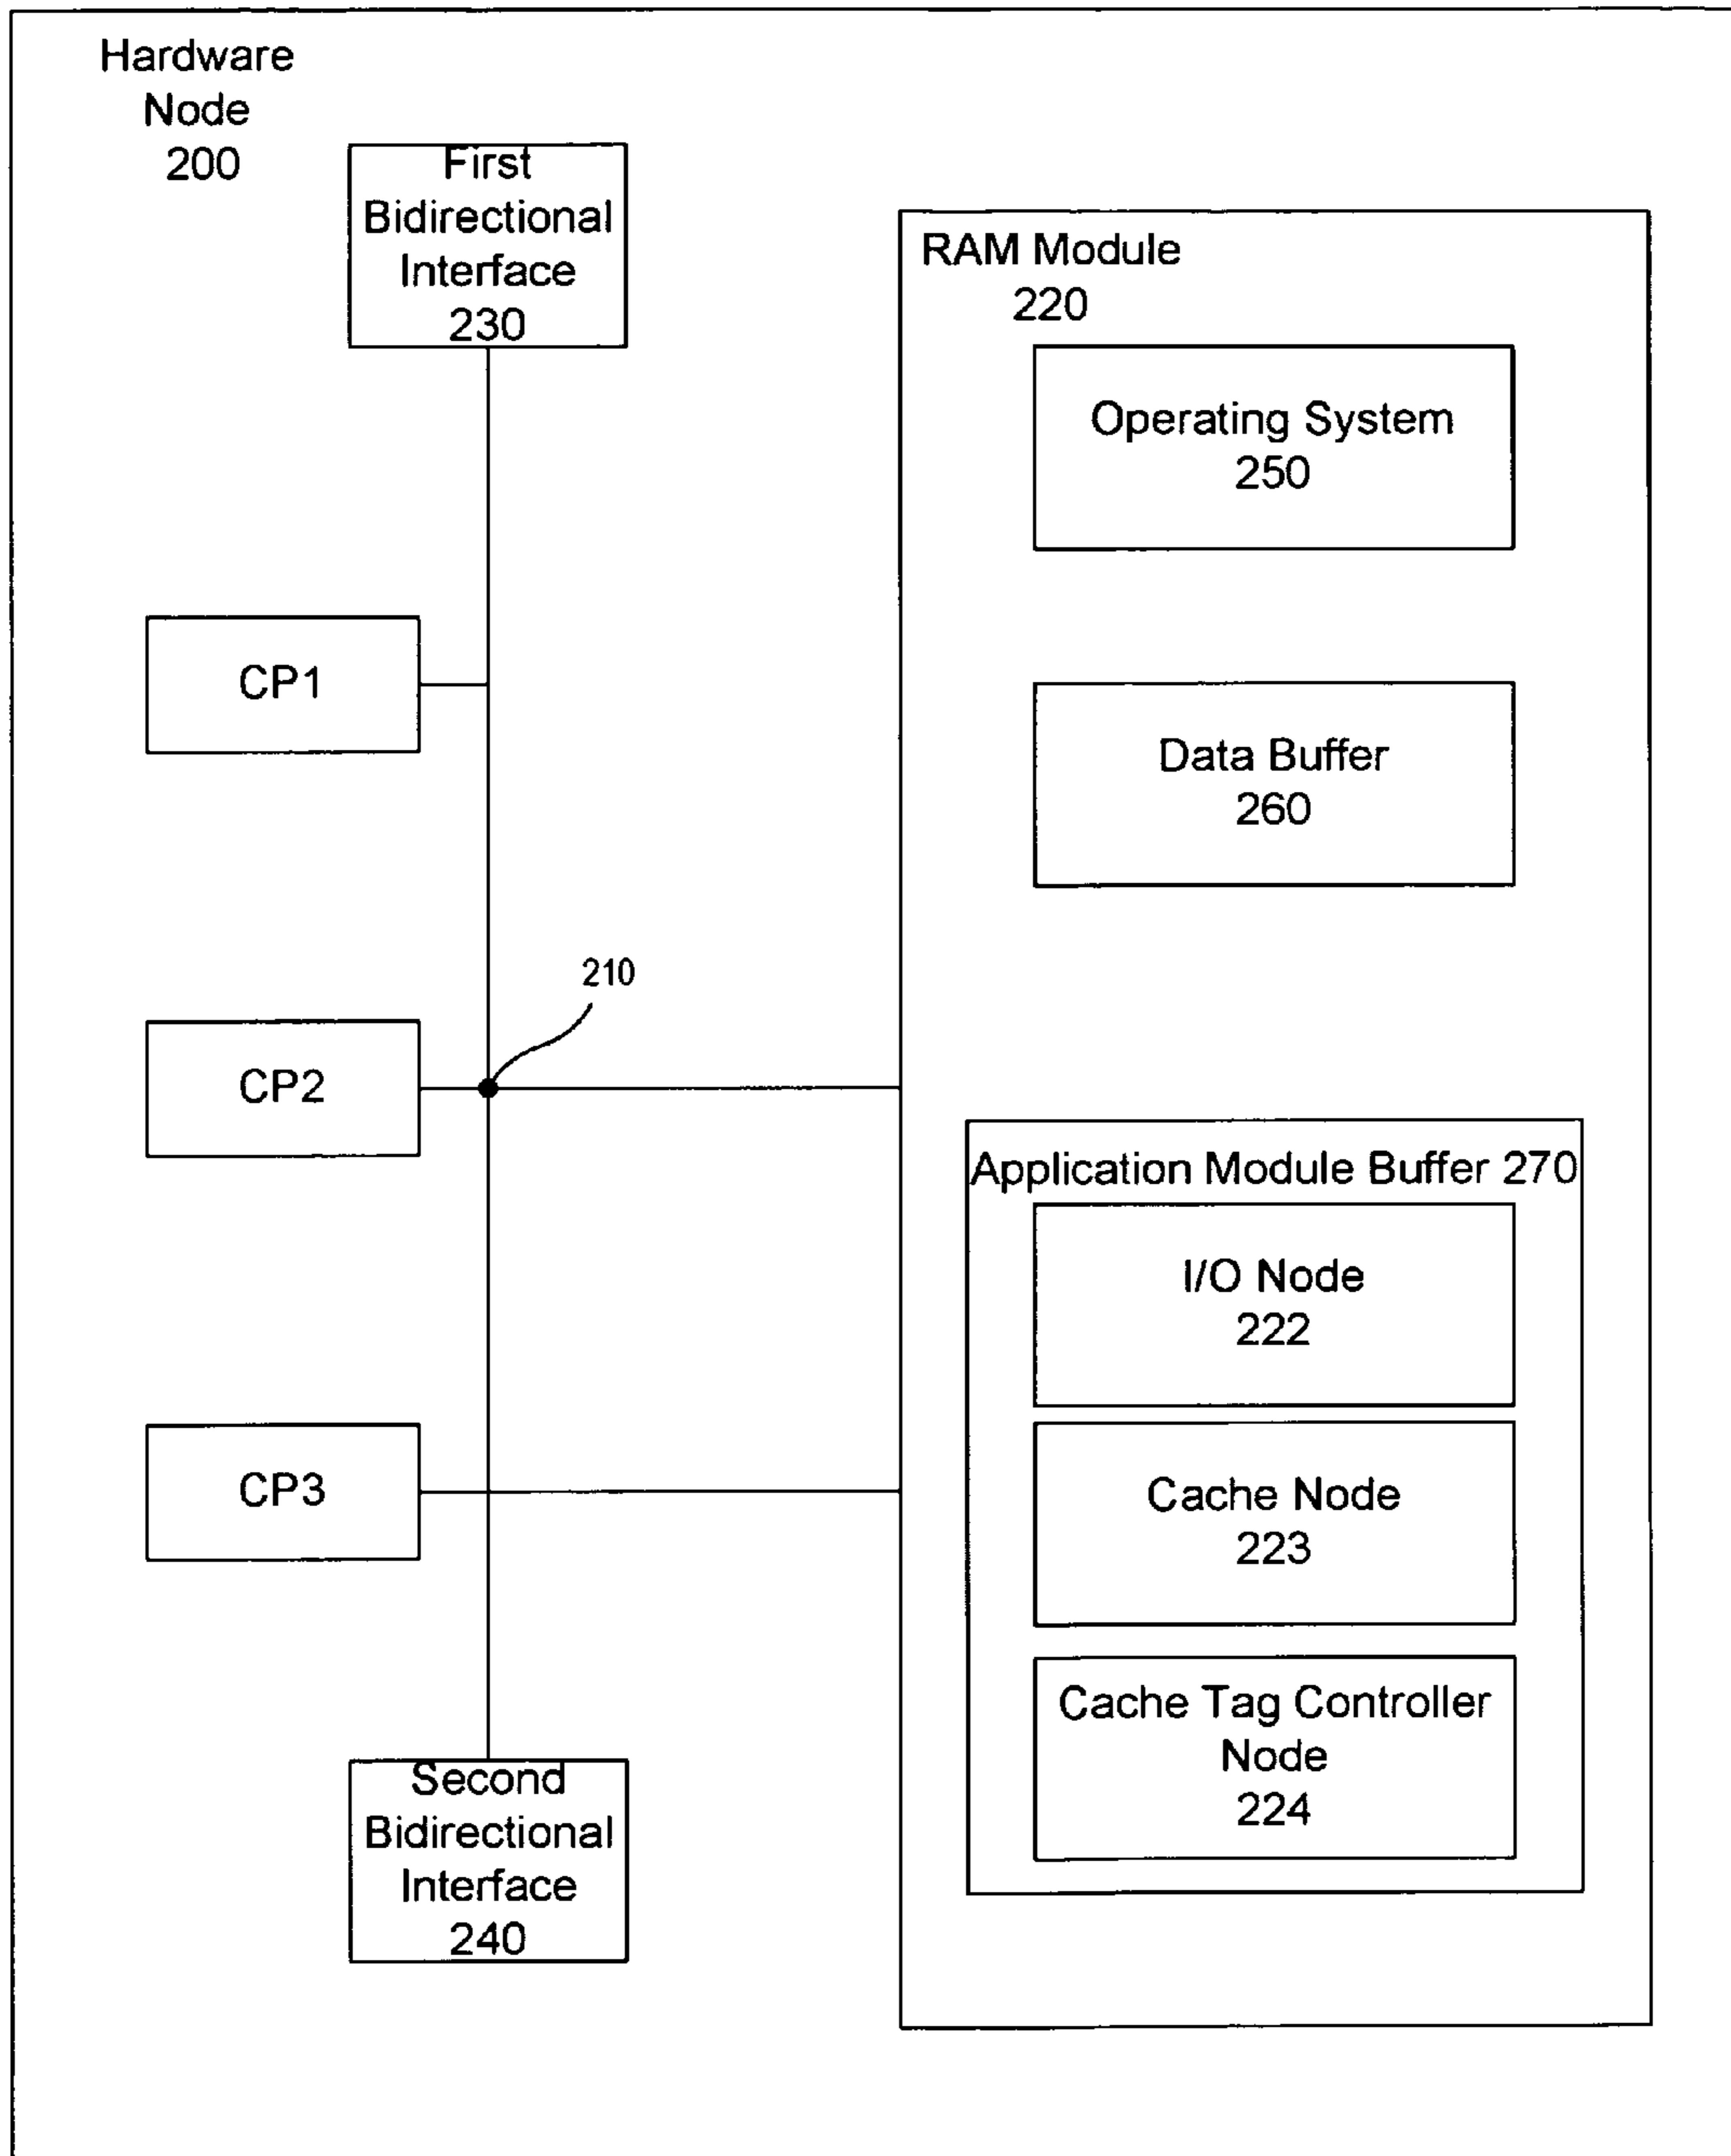 Hardware
Node
200
First
Bidirectional
Interface
230
RAM Module
220
Operating System
250
CP1
Data Buffer
260
210
CP2
Application Module Buffer 270
I/O Node
222
CP3
Cache Node
223
Cache Tag Controller
Node
224
Second
Bidirectional
Interface
240